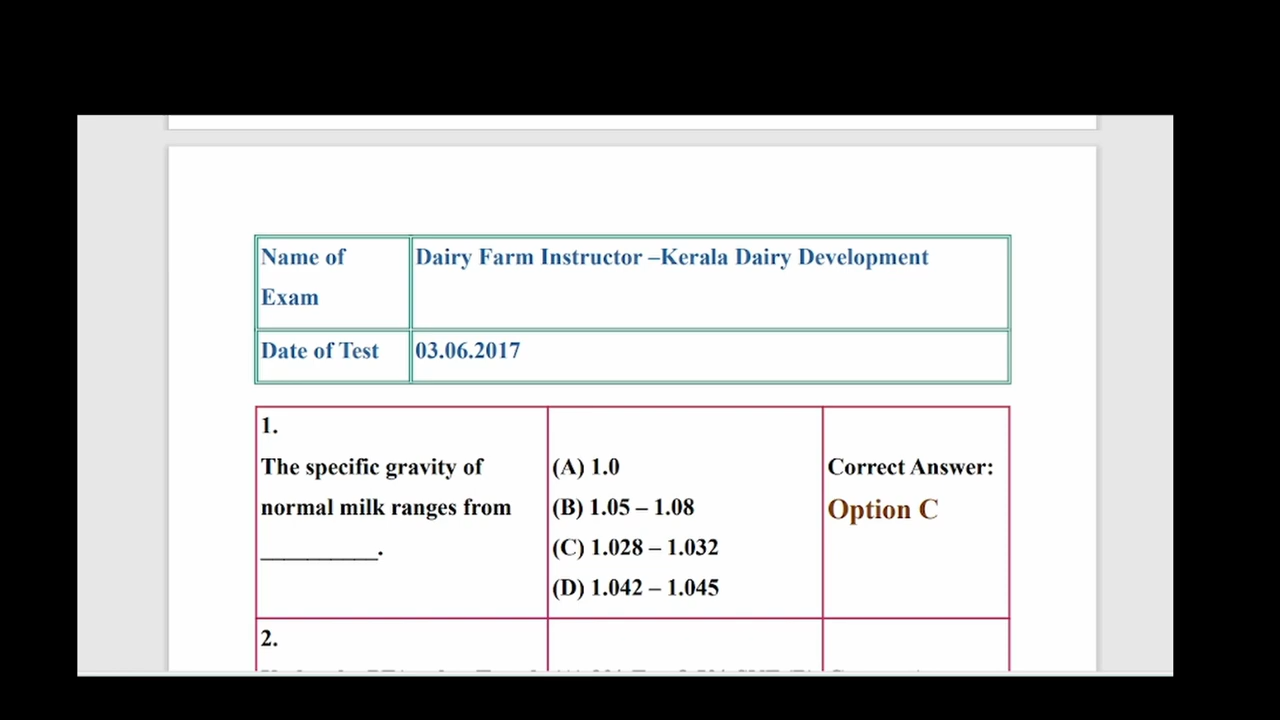 Name of
Exam
Dairy Farm Instructor –Kerala Dairy Development
Date of Test
03.06.2017
1.
The specific gravity of
normal milk ranges from
__________.
(A) 1.0
(B) 1.05 – 1.08
(C) 1.028 – 1.032
(D) 1.042 – 1.045
Correct Answer:
Option C
2.